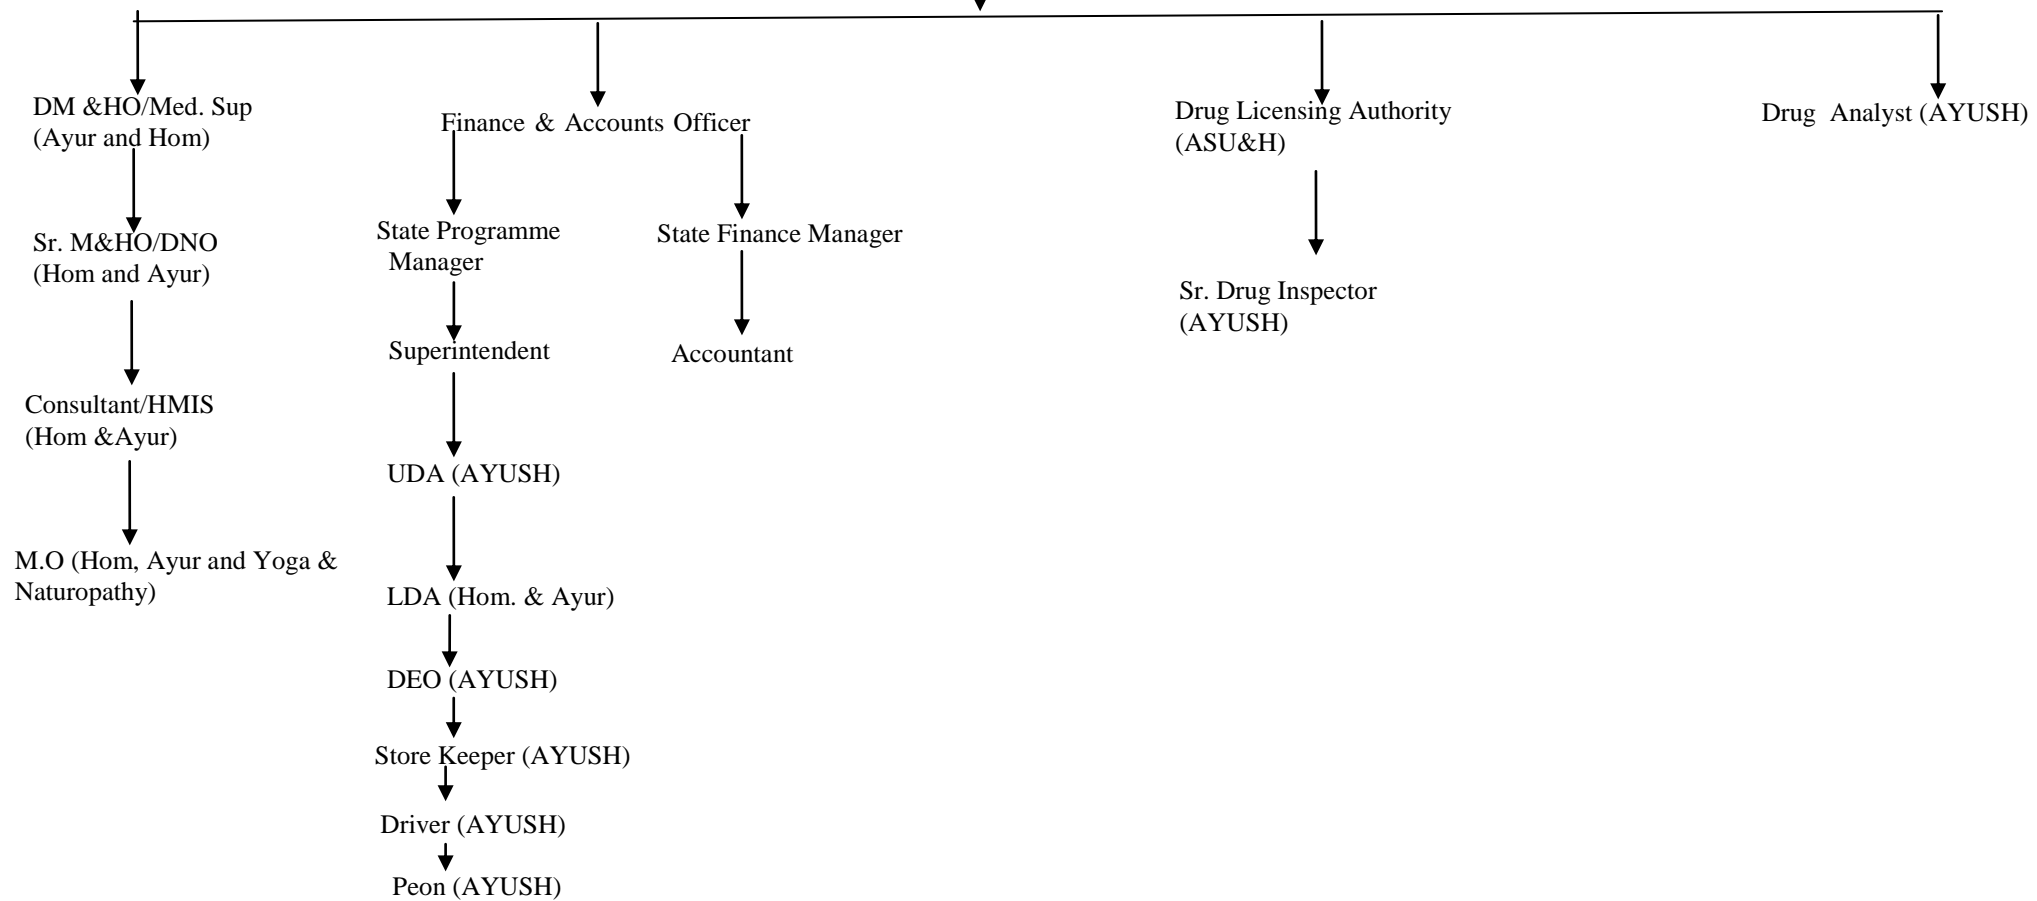 DM &HO/Med. Sup
(Ayur and Hom)
Sr. M&HO/DNO
(Hom and Ayur)
Consultant/HMIS
(Hom &Ayur)
M.O (Hom, Ayur and Yoga &
Naturopathy)
Finance & Accounts Officer
State Programme
Manager
Superintendent
UDA (AYUSH)
LDA (Hom. & Ayur)
DEO (AYUSH)
Store Keeper (AYUSH)
Driver (AYUSH)
Peon (AYUSH)
State Finance Manager
Accountant
Drug Licensing Authority
(ASU&H)
Sr. Drug Inspector
(AYUSH)
Drug Analyst (AYUSH)